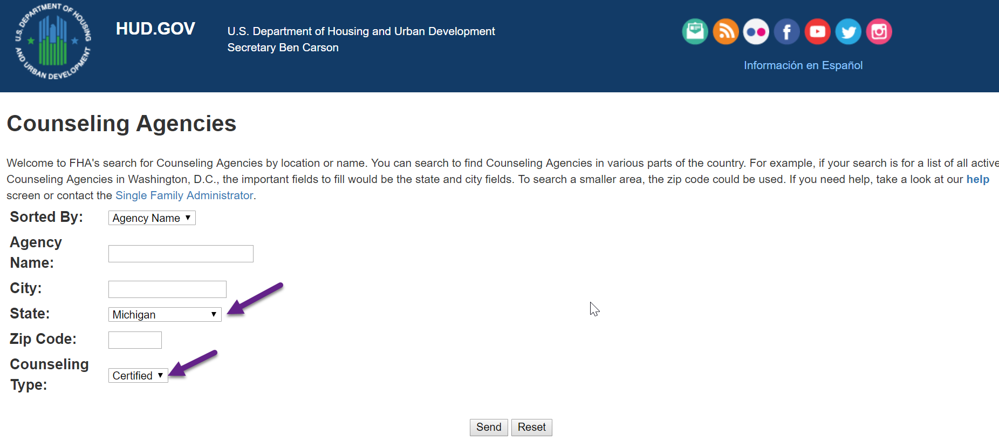 U.S. DEPARTMENT OF HOUSING
AND URBAN DEVELOPMENT
HUD.GOV
U.S. Department of Housing and Urban Development
Secretary Ben Carson
Información en Español
Counseling Agencies
Welcome to FHA's search for Counseling Agencies by location or name. You can search to find Counseling Agencies in various parts of the country. For example, if your search is for a list of all active
Counseling Agencies in Washington, D.C., the important fields to fill would be the state and city fields. To search a smaller area, the zip code could be used. If you need help, take a look at our help
screen or contact the Single Family Administrator.
Sorted By:
Agency Name
Agency
Name:
City:
State:
Michigan
Zip Code:
Counseling
Type:
Certified
Send Reset